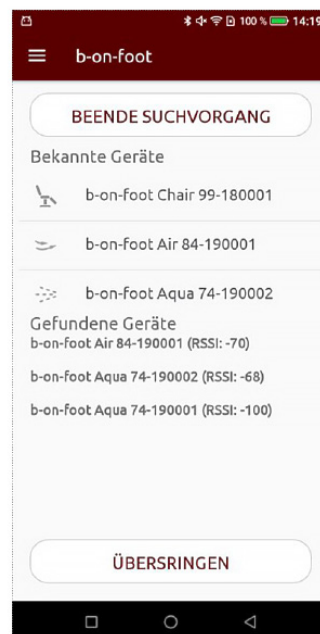 100 % 14:19
b-on-foot
BEENDE SUCHVORGANG
Bekannte Geräte
b-on-foot Chair 99-180001
b-on-foot Air 84-190001
b-on-foot Aqua 74-190002
Gefundene Geräte
b-on-foot Air 84-190001 (RSSI: -70)
b-on-foot Aqua 74-190002 (RSSI: -68)
b-on-foot Aqua 74-190001 (RSSI: -100)
ÜBERSRINGEN